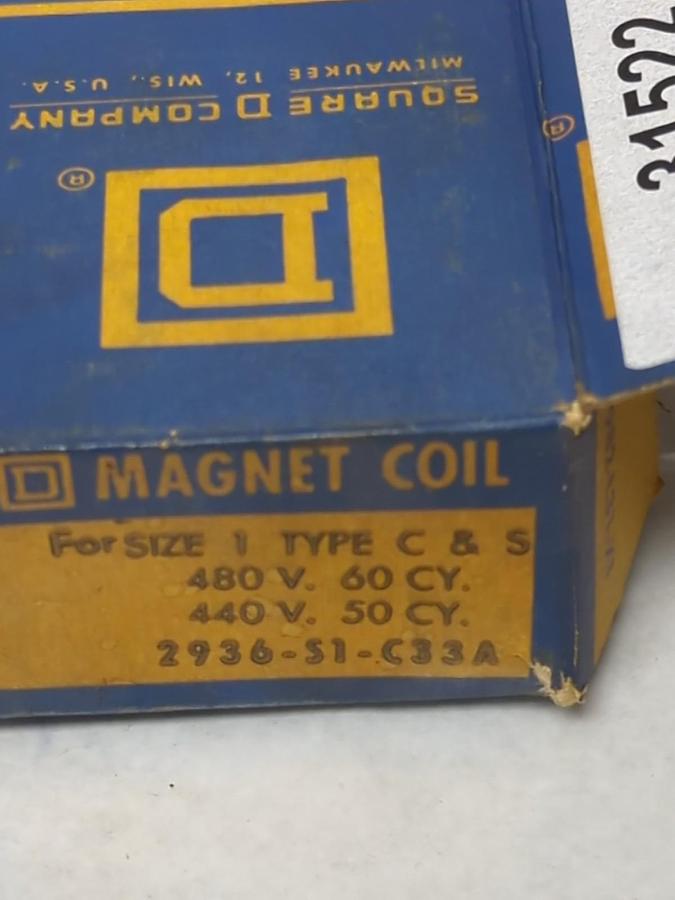 MILWAUKEE 12, WIS., U.S.A.
SQUARE D COMPANY
®
D
®
31522
D MAGNET COIL
For SIZE 1 TYPE C & S
480 V. 60 CY.
440 V. 50 CY.
2936-S1-C33A